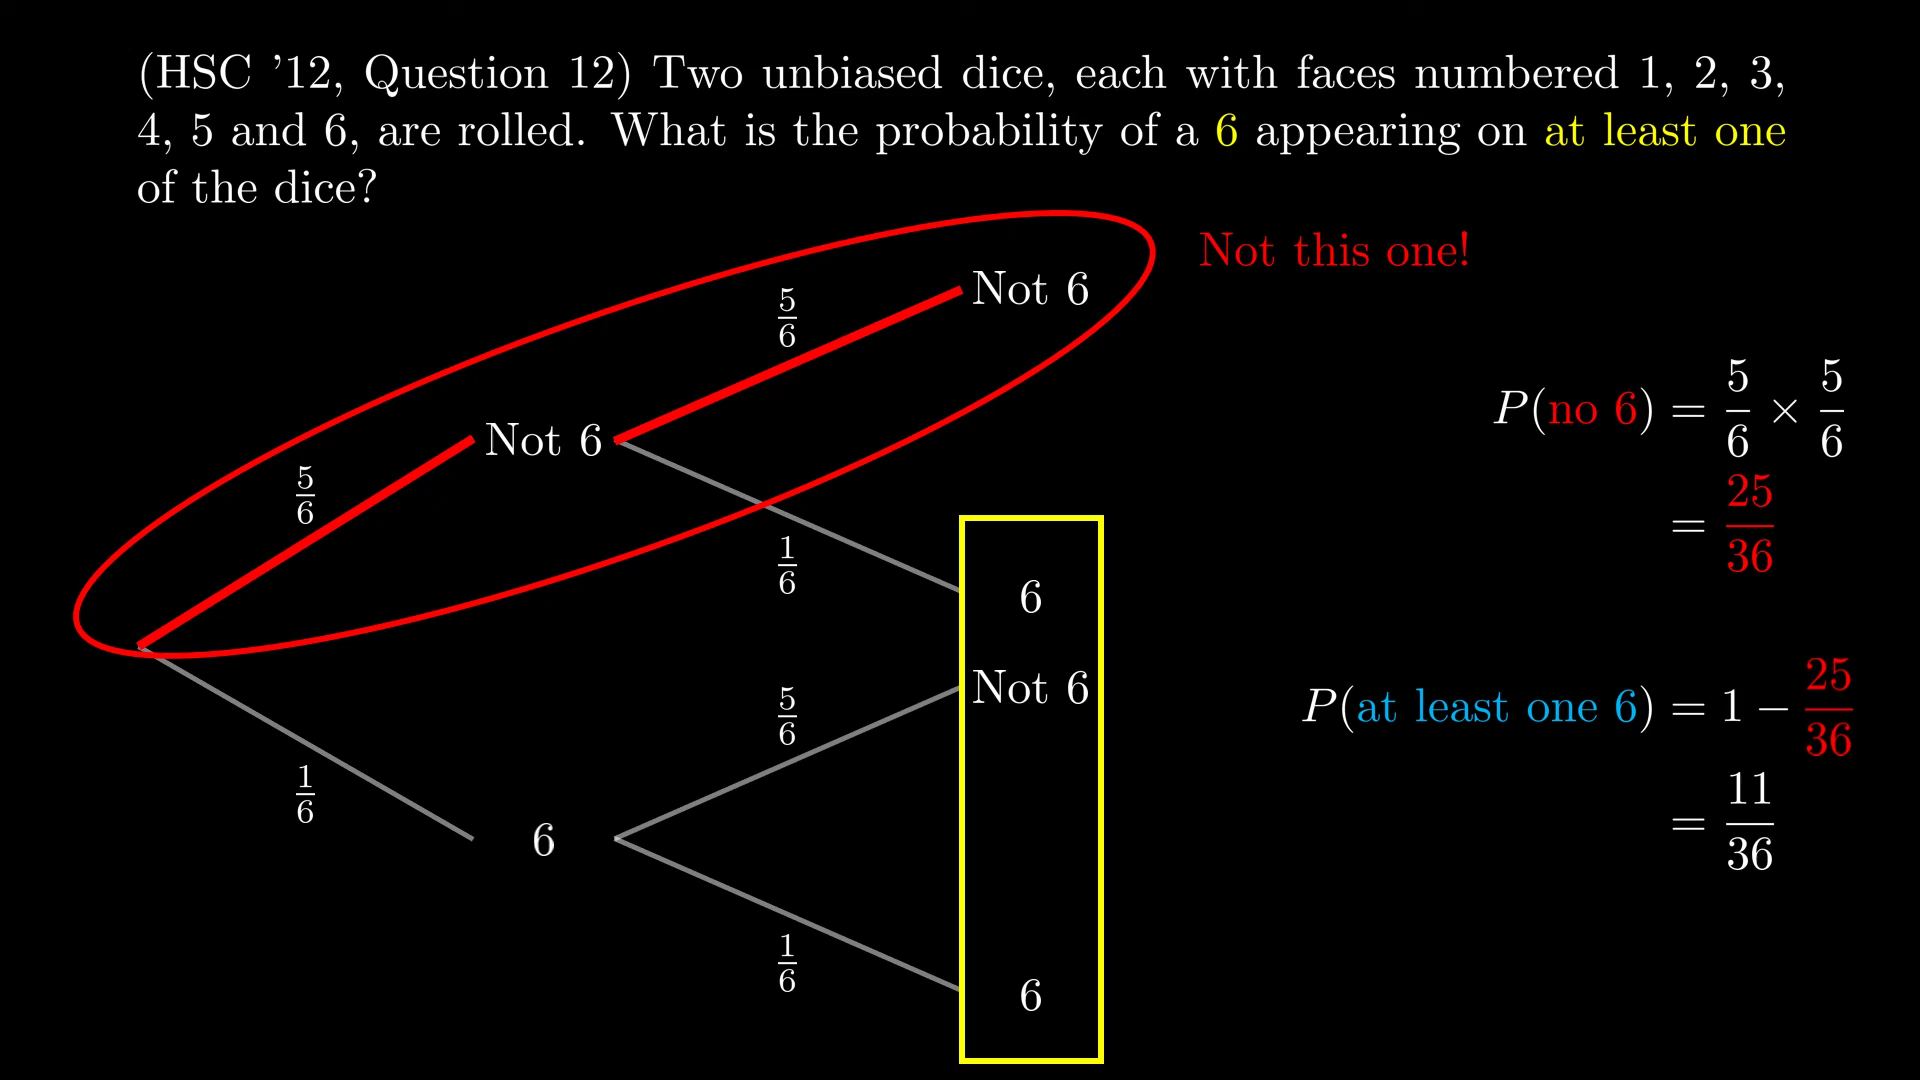 (HSC ’12, Question 12) Two unbiased dice, each with faces numbered 1, 2, 3,
4, 5 and 6, are rolled. What is the probability of a 6 appearing on at least one
of the dice?
Not this one!
Not 6
5/6
Not 6
5/6
1/6
6
Not 6
5/6
1/6
6
1/6
6
P(no 6) = 5/6 × 5/6
= 25/36
P(at least one 6) = 1 − 25/36
= 11/36